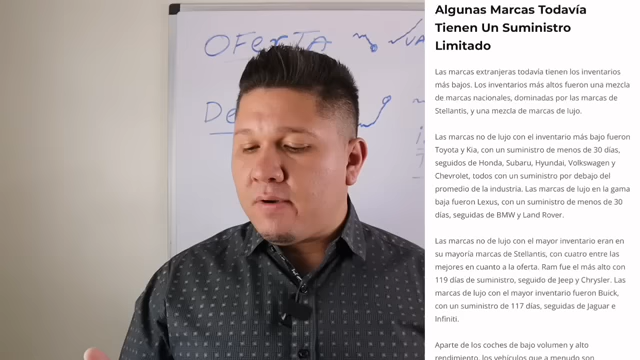 OFERTA
Algunas Marcas Todavía
Tienen Un Suministro
Limitado
Las marcas extranjeras todavía tienen los inventarios
más bajos. Los inventarios más altos fueron una mezcla
de marcas nacionales, dominadas por las marcas de
Stellantis, y una mezcla de marcas de lujo.
Las marcas no de lujo con el inventario más bajo fueron
Toyota y Kia, con un suministro de menos de 30 días,
seguidos de Honda, Subaru, Hyundai, Volkswagen y
Chevrolet, todos con un suministro por debajo del
promedio de la industria. Las marcas de lujo en la gama
baja fueron Lexus, con un suministro de menos de 30
días, seguidas de BMW y Land Rover.
Las marcas no de lujo con el mayor inventario eran en
su mayoría marcas de Stellantis, con cuatro entre las
mejores en cuanto a la oferta. Ram fue el más alto con
119 días de suministro, seguido de Jeep y Chrysler. Las
marcas de lujo con el mayor inventario fueron Buick,
con un suministro de 117 días, seguidas de Jaguar e
Infiniti.
Aparte de los coches de bajo volumen y alto
rendimiento, los vehículos que a menudo son